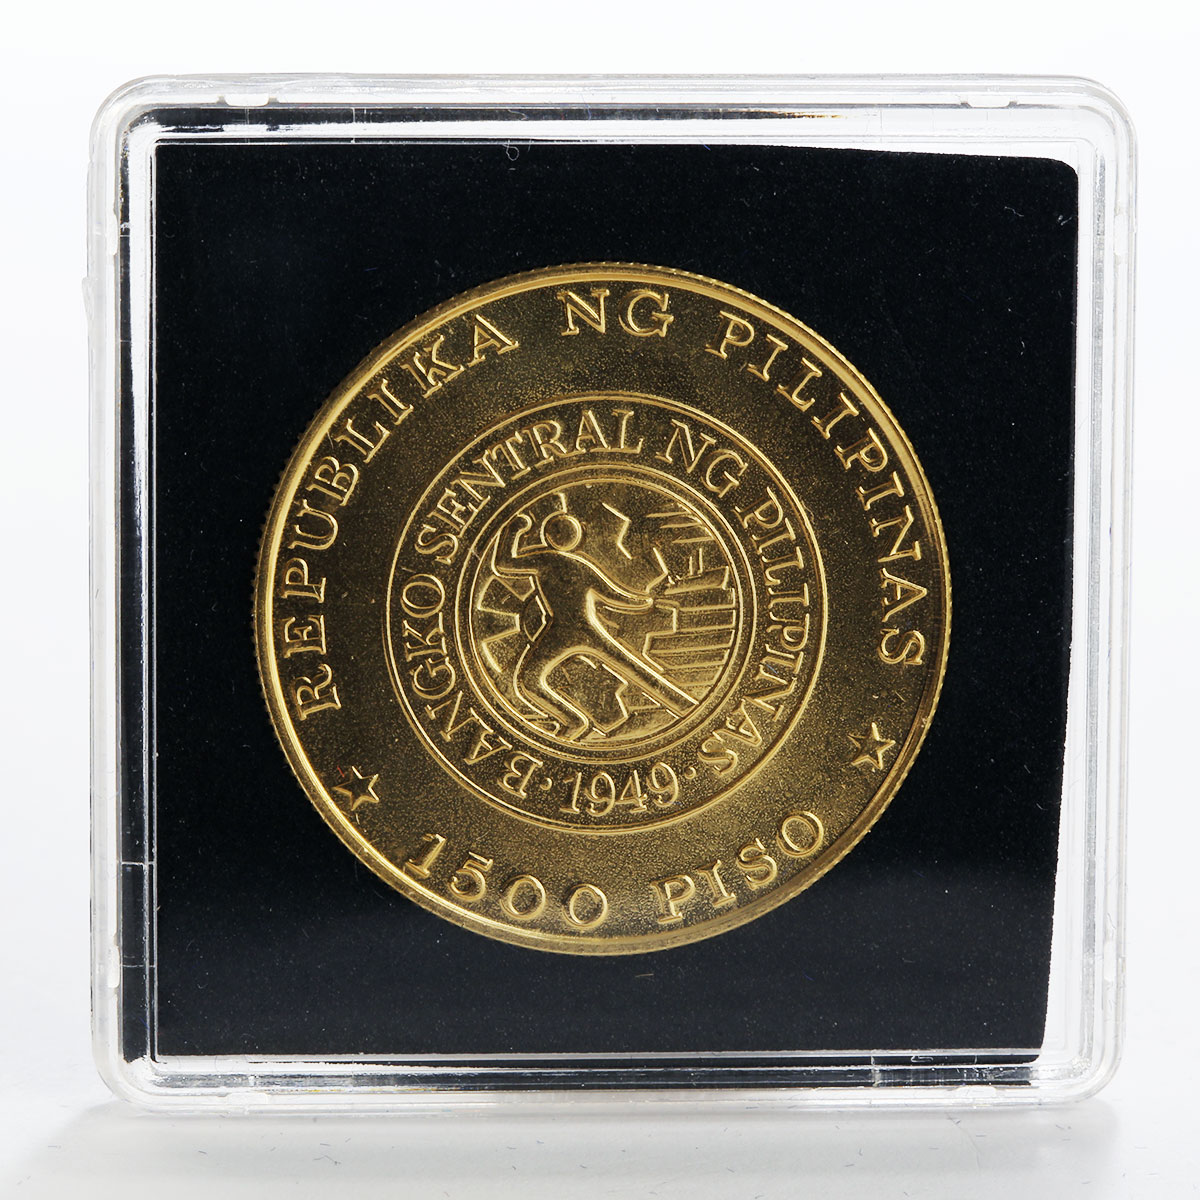 REPUBLIKA NG PILIPINAS
BANGKO SENTRAL NG PILIPINAS
· 1949 ·
1500 PISO